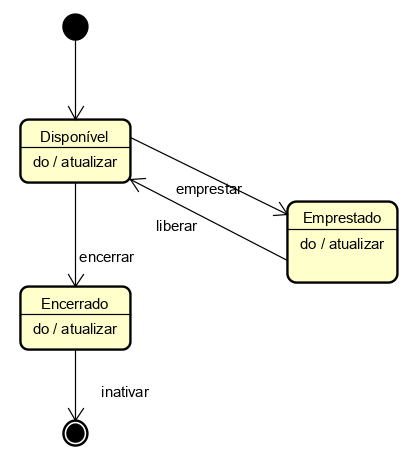 Disponível
do / atualizar
emprestar
Emprestado
do / atualizar
liberar
encerrar
Encerrado
do / atualizar
inativar